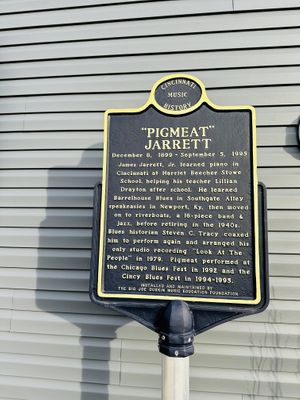 CINCINNATI
MUSIC
HISTORY
"PIGMEAT"
JARRETT
December 8, 1899 - September 5, 1995
James Jarrett, Jr. learned piano in
Cincinnati at Harriet Beecher Stowe
School, helping his teacher Lillian
Drayton after school. He learned
Barrelhouse Blues in Southgate Alley
speakeasies in Newport, Ky, then moved
on to riverboats, a 16-piece band &
jazz, before retiring in the 1940s.
Blues historian Steven C. Tracy coaxed
him to perform again and arranged his
only studio recording "Look At The
People" in 1979. Pigmeat performed at
the Chicago Blues Fest in 1992 and the
Cincy Blues Fest in 1994-1995.
INSTALLED AND MAINTAINED BY
THE BIG JOE DUSKIN MUSIC EDUCATION FOUNDATION